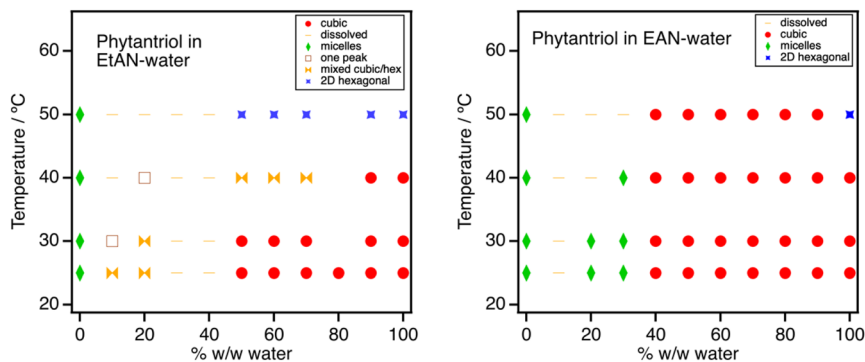 Phytantriol in
EtAN-water
cubic
dissolved
micelles
one peak
mixed cubic/hex
2D hexagonal
Temperature / ºC
60
50
40
30
20
0
20
40
60
80
100
% w/w water
Phytantriol in EAN-water
dissolved
cubic
micelles
2D hexagonal
Temperature / ºC
60
50
40
30
20
0
20
40
60
80
100
% w/w water